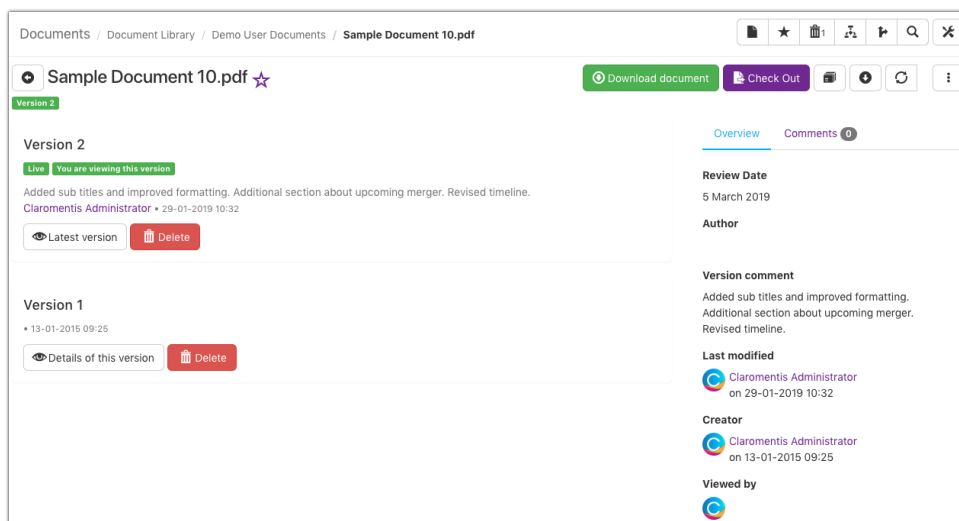 Documents / Document Library / Demo User Documents / Sample Document 10.pdf
1
Sample Document 10.pdf
Download document
Check Out
Version 2
Overview
Comments 0
Version 2
Live
You are viewing this version
Added sub titles and improved formatting. Additional section about upcoming merger. Revised timeline.
Claromentis Administrator • 29-01-2019 10:32
Latest version
Delete
Version 1
• 13-01-2015 09:25
Details of this version
Delete
Review Date
5 March 2019
Author
Version comment
Added sub titles and improved formatting.
Additional section about upcoming merger.
Revised timeline.
Last modified
Claromentis Administrator
on 29-01-2019 10:32
Creator
Claromentis Administrator
on 13-01-2015 09:25
Viewed by